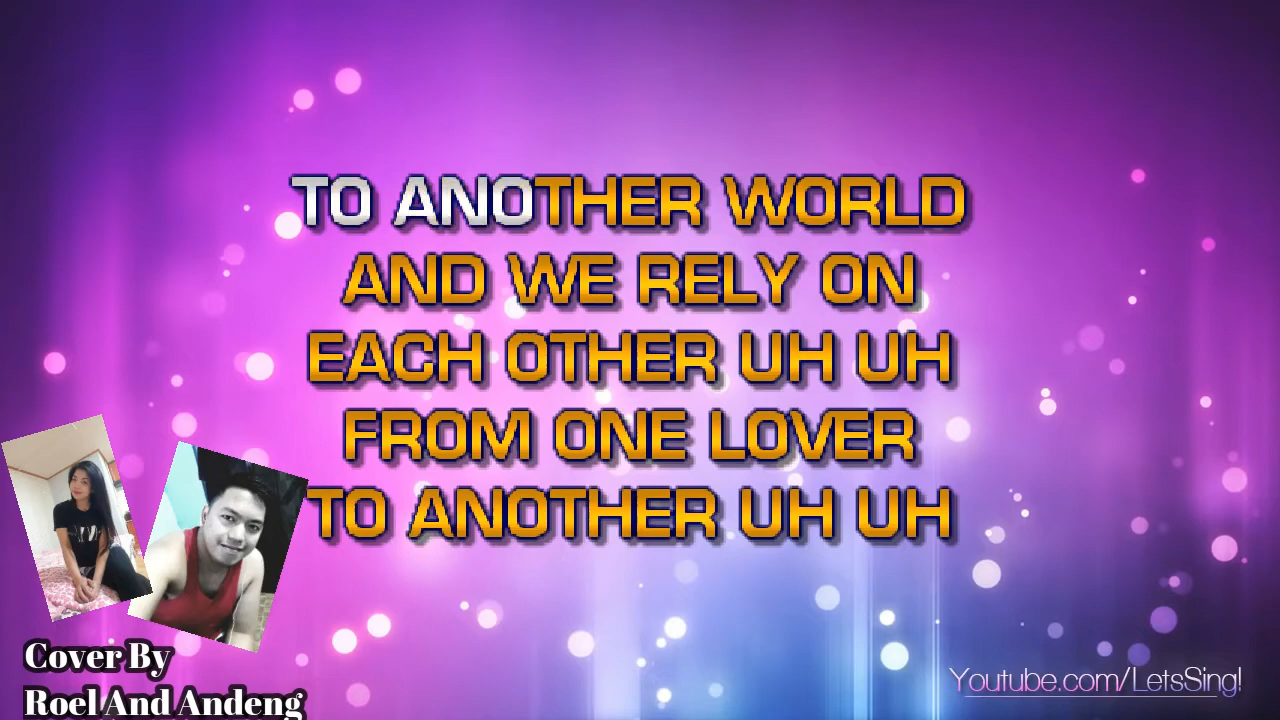 TO ANOTHER WORLD
AND WE RELY ON
EACH OTHER UH UH
FROM ONE LOVER
TO ANOTHER UH UH
Cover By
Roel And Andeng
Youtube.com/LetsSing!